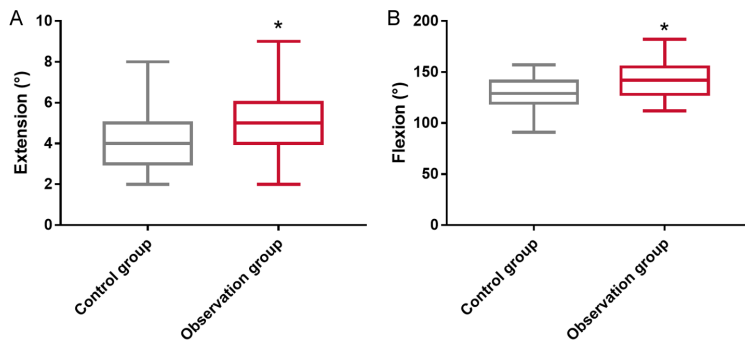 A
Extension (°)
10
8
6
4
2
0
*
Control group
Observation group
B
Flexion (°)
200
150
100
50
0
*
Control group
Observation group